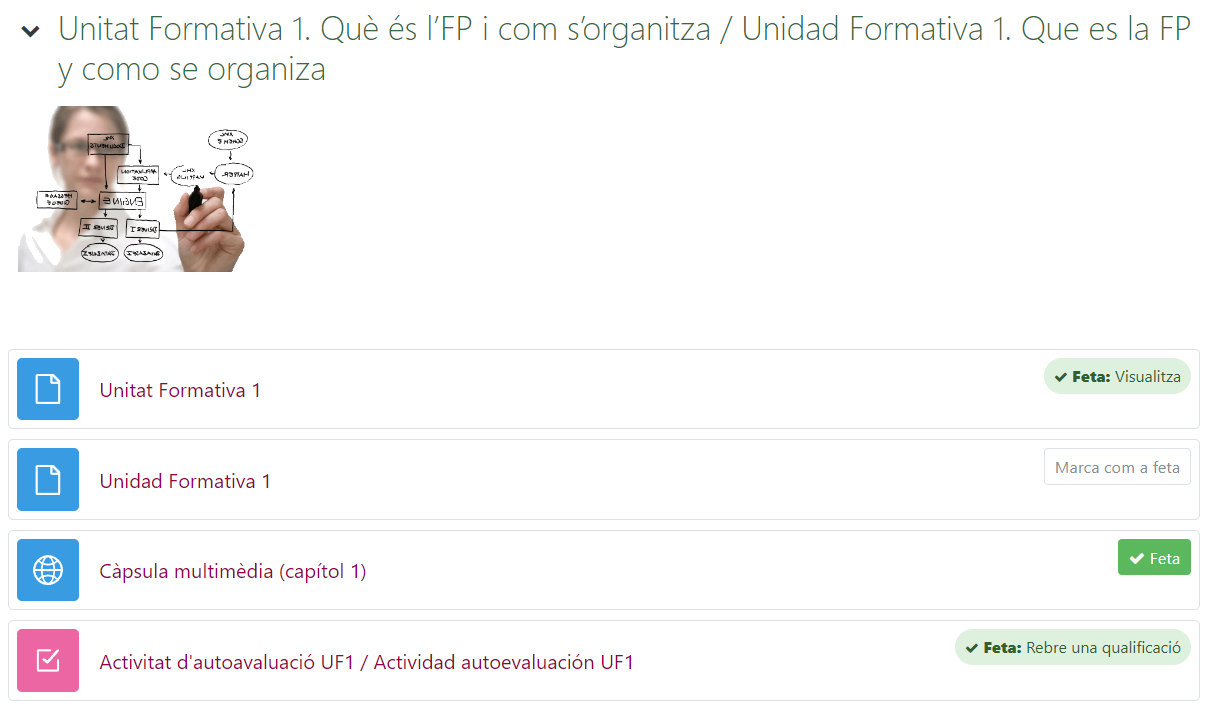 Unitat Formativa 1. Què és l’FP i com s’organitza / Unidad Formativa 1. Que es la FP
y como se organiza
ENGINE
Unitat Formativa 1
Feta: Visualitza
Unidad Formativa 1
Marca com a feta
Càpsula multimèdia (capítol 1)
Feta
Activitat d'autoavaluació UF1 / Actividad autoevaluación UF1
Feta: Rebre una qualificació